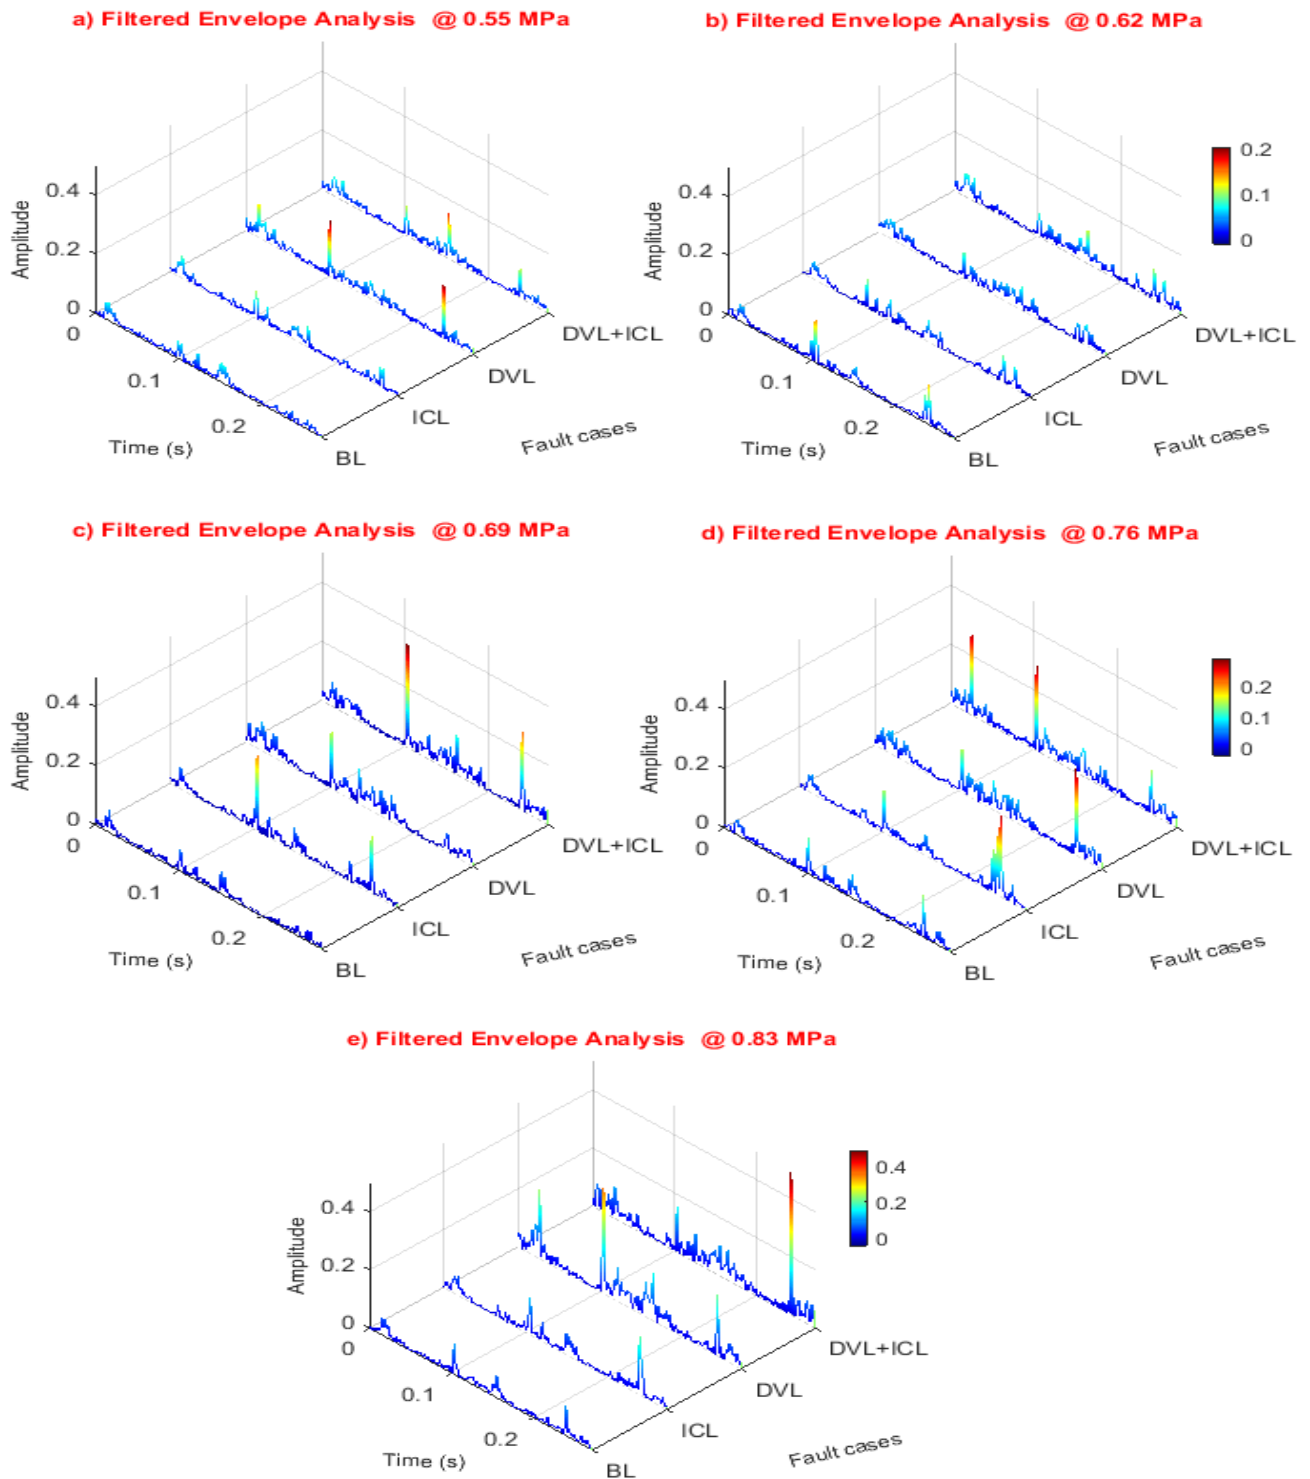 a) Filtered Envelope Analysis @ 0.55 MPa
Amplitude
0.4
0.2
0
0
0.1
0.2
Time (s)
BL
ICL
DVL
DVL+ICL
Fault cases
b) Filtered Envelope Analysis @ 0.62 MPa
Amplitude
0.4
0.2
0
0
0.1
0.2
Time (s)
BL
ICL
DVL
DVL+ICL
Fault cases
0.2
0.1
0
c) Filtered Envelope Analysis @ 0.69 MPa
Amplitude
0.4
0.2
0
0
0.1
0.2
Time (s)
BL
ICL
DVL
DVL+ICL
Fault cases
d) Filtered Envelope Analysis @ 0.76 MPa
Amplitude
0.4
0.2
0
0
0.1
0.2
Time (s)
BL
ICL
DVL
DVL+ICL
Fault cases
0.2
0.1
0
e) Filtered Envelope Analysis @ 0.83 MPa
Amplitude
0.4
0.2
0
0
0.1
0.2
Time (s)
BL
ICL
DVL
DVL+ICL
Fault cases
0.4
0.2
0